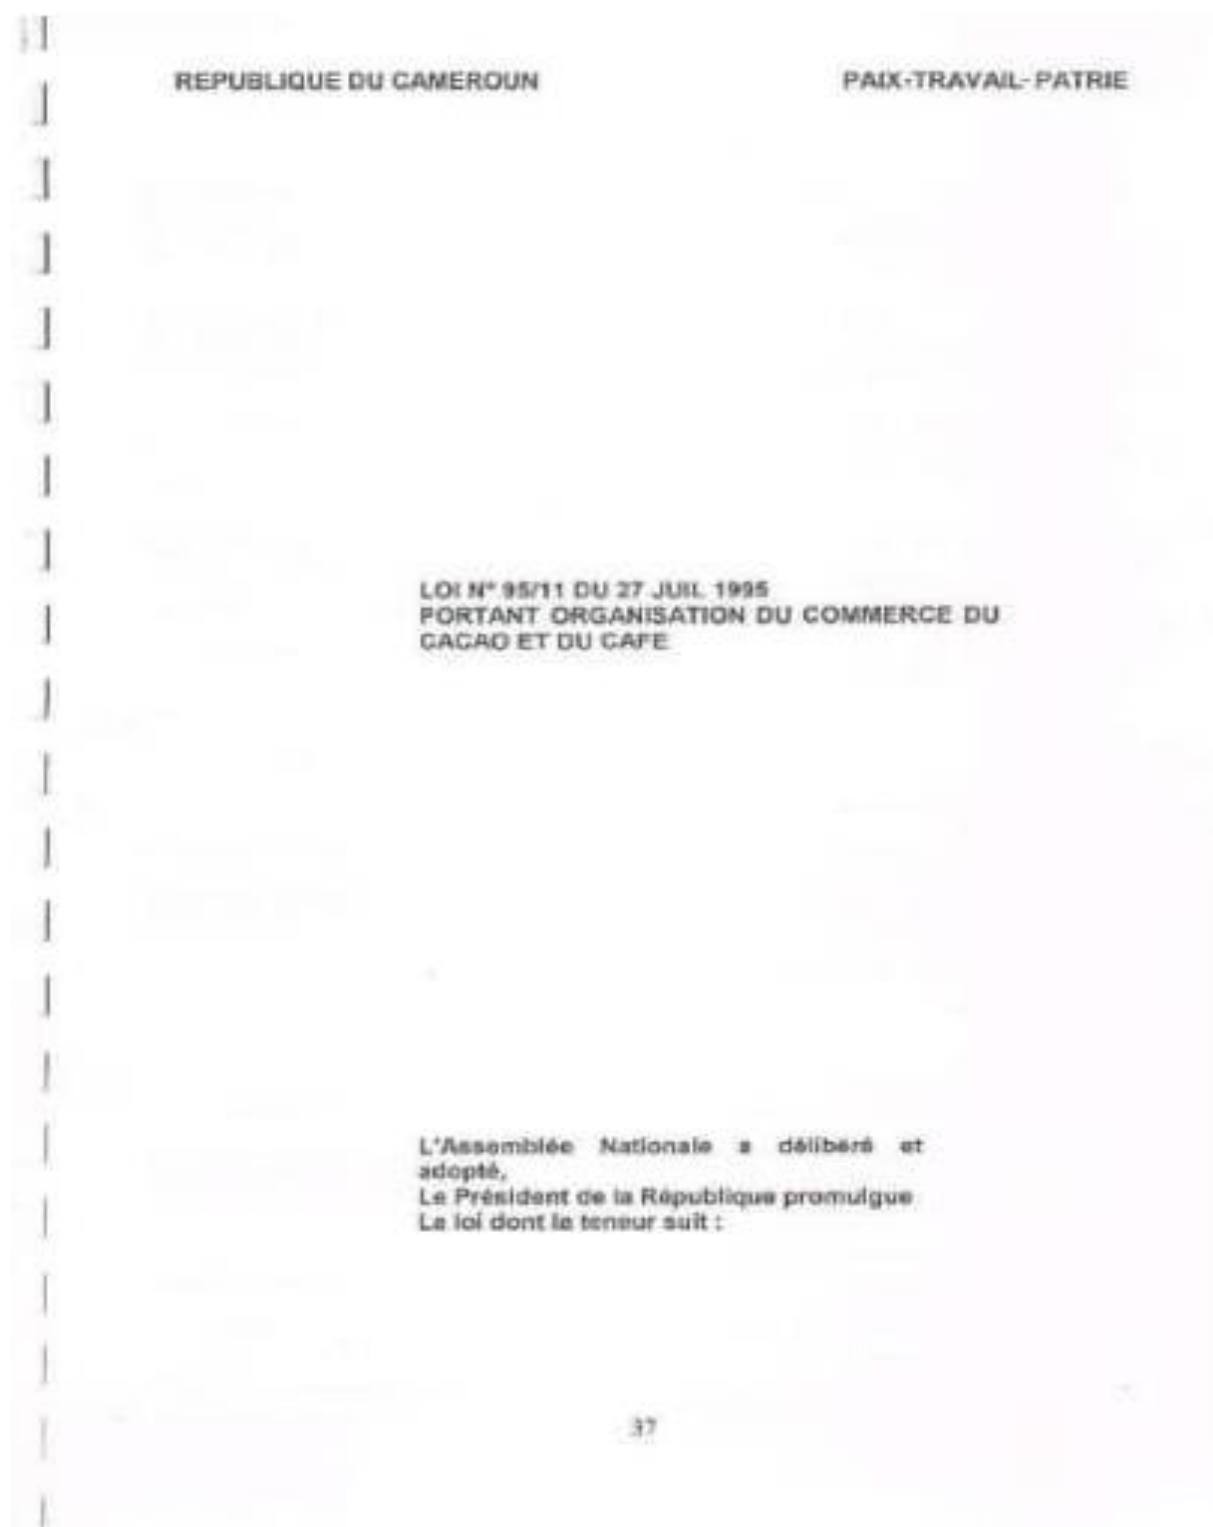 REPUBLIQUE DU CAMEROUN
PAIX-TRAVAIL-PATRIE
LOI N° 95/11 DU 27 JUIL 1995
PORTANT ORGANISATION DU COMMERCE DU
CACAO ET DU CAFE
L'Assemblée Nationale a délibéré et
adopté,
Le Président de la République promulgue
La loi dont la teneur suit :
37